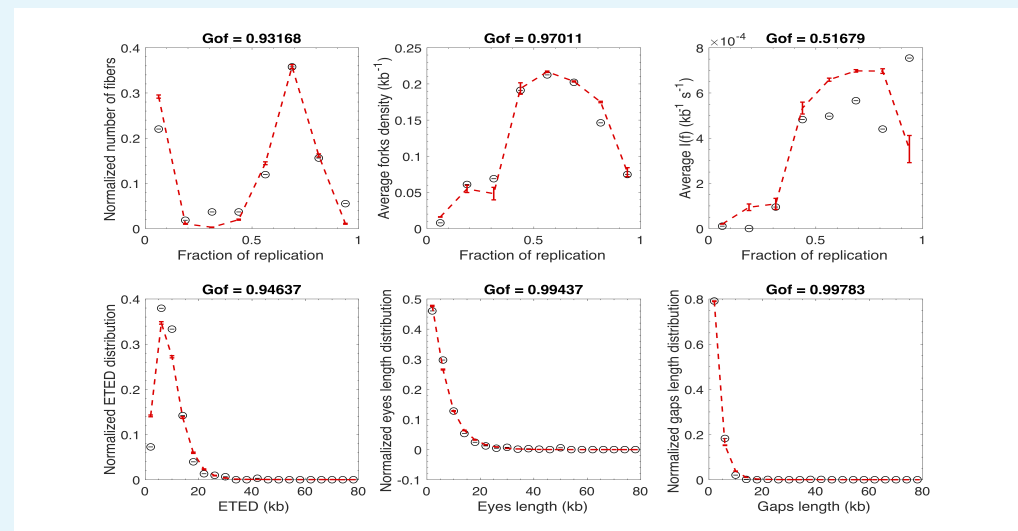 Gof = 0.93168
Normalized number of fibers
0.4
0.3
0.2
0.1
0
0 0.5 1
Fraction of replication
Gof = 0.97011
Average forks density (kb-1)
0.25
0.2
0.15
0.1
0.05
0
0 0.5 1
Fraction of replication
Gof = 0.51679
×10-4
Average I(f) (kb-1 s-1)
8
6
4
2
0
0 0.5 1
Fraction of replication
Gof = 0.94637
Normalized ETED distribution
0.4
0.3
0.2
0.1
0
0 20 40 60 80
ETED (kb)
Gof = 0.99437
Normalized eyes length distribution
0.5
0.4
0.3
0.2
0.1
0
-0.1
0 20 40 60 80
Eyes length (kb)
Gof = 0.99783
Normalized gaps length distribution
0.8
0.6
0.4
0.2
0
0 20 40 60 80
Gaps length (kb)